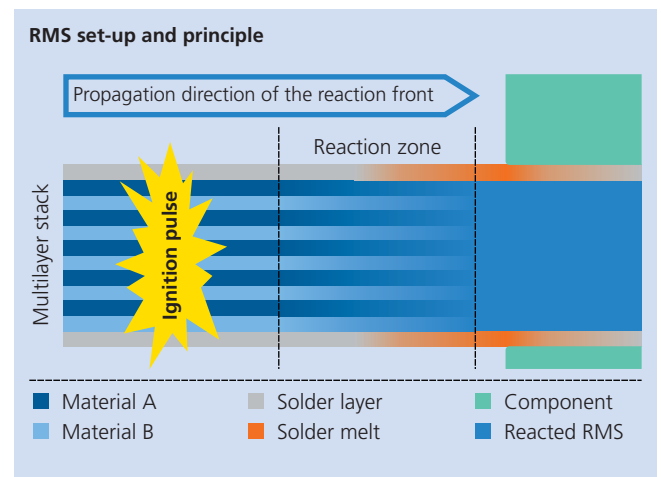 RMS set-up and principle
Propagation direction of the reaction front
Reaction zone
Multilayer stack
Ignition pulse
Material A
Solder layer
Component
Material B
Solder melt
Reacted RMS